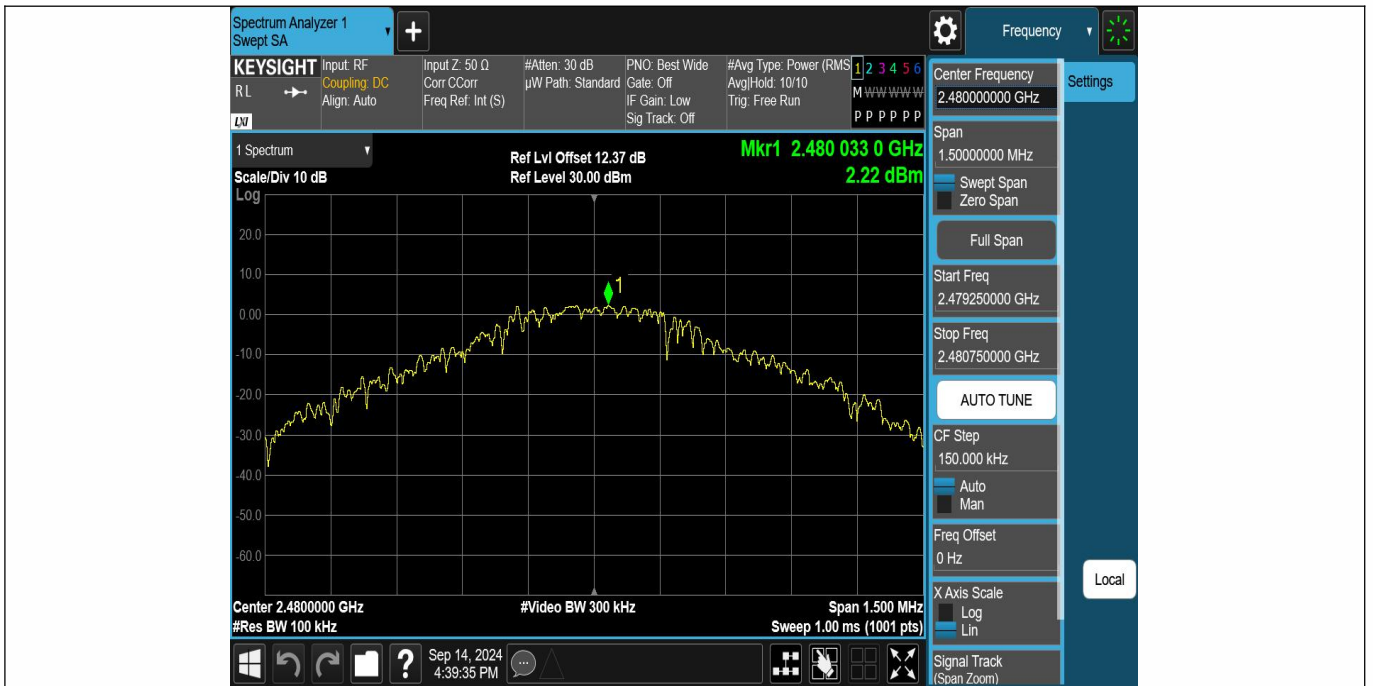 Spectrum Analyzer 1
Swept SA
+
Frequency
KEYSIGHT
RL
LXI
Input: RF
Coupling: DC
Align: Auto
Input Z: 50 Ω
Corr CCorr
Freq Ref: Int (S)
#Atten: 30 dB
µW Path: Standard
PNO: Best Wide
Gate: Off
IF Gain: Low
Sig Track: Off
#Avg Type: Power (RMS
Avg|Hold: 10/10
Trig: Free Run
1 2 3 4 5 6
M W W W W W
P P P P P P
1 Spectrum
Scale/Div 10 dB
Log
Ref Lvl Offset 12.37 dB
Ref Level 30.00 dBm
Mkr1 2.480 033 0 GHz
2.22 dBm
20.0
10.0
0.00
-10.0
-20.0
-30.0
-40.0
-50.0
-60.0
1
Center 2.4800000 GHz
#Res BW 100 kHz
#Video BW 300 kHz
Span 1.500 MHz
Sweep 1.00 ms (1001 pts)
Center Frequency
2.480000000 GHz
Settings
Span
1.50000000 MHz
Swept Span
Zero Span
Full Span
Start Freq
2.479250000 GHz
Stop Freq
2.480750000 GHz
AUTO TUNE
CF Step
150.000 kHz
Auto
Man
Freq Offset
0 Hz
Local
X Axis Scale
Log
Lin
Signal Track
(Span Zoom)
?
Sep 14, 2024
4:39:35 PM